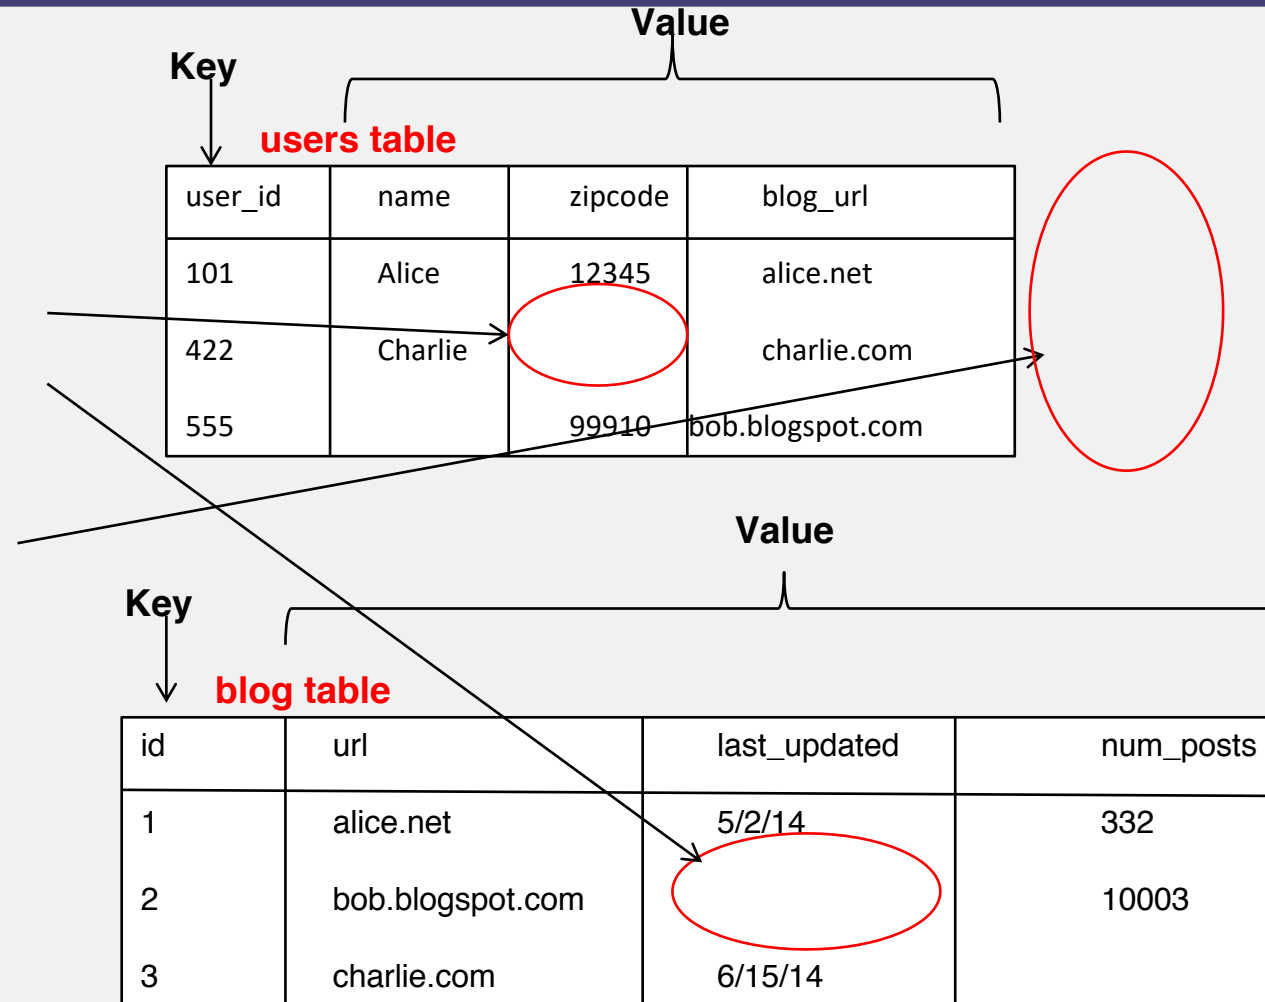 Value
Key
users table
user_id name zipcode blog_url
101 Alice 12345 alice.net
422 Charlie charlie.com
555 99910 bob.blogspot.com
Value
Key
blog table
id url last_updated num_posts
1 alice.net 5/2/14 332
2 bob.blogspot.com 10003
3 charlie.com 6/15/14